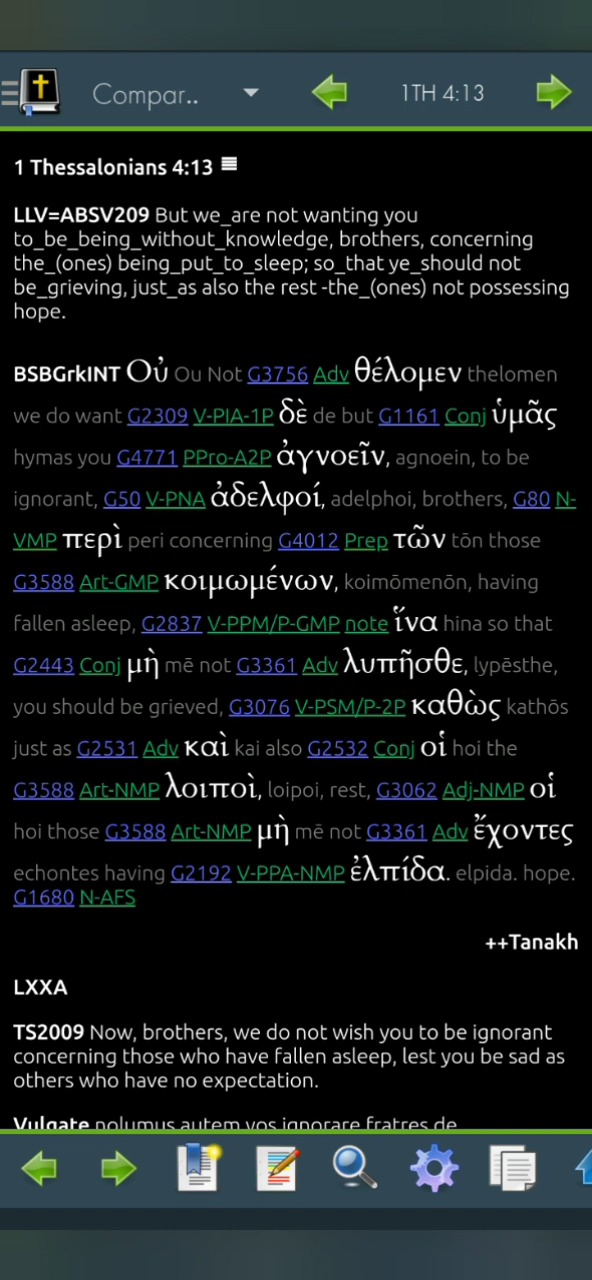 Compar..
1TH 4:13
1 Thessalonians 4:13
LLV=ABSV209 But we_are not wanting you
to_be_being_without_knowledge, brothers, concerning
the_(ones) being_put_to_sleep; so_that ye_should not
be_grieving, just_as also the rest -the_(ones) not possessing
hope.
BSBGrkINT Οὐ Ou Not G3756 Adv θέλομεν thelomen
we do want G2309 V-PIA-1P δὲ de but G1161 Conj ὑμᾶς
hymas you G4771 PPro-A2P ἀγνοεῖν, agnoein, to be
ignorant, G50 V-PNA ἀδελφοί, adelphoi, brothers, G80 N-
VMP περὶ peri concerning G4012 Prep τῶν tōn those
G3588 Art-GMP κοιμωμένων, koimōmenōn, having
fallen asleep, G2837 V-PPM/P-GMP note ἵνα hina so that
G2443 Conj μὴ mē not G3361 Adv λυπῆσθε, lypēsthe,
you should be grieved, G3076 V-PSM/P-2P καθὼς kathōs
just as G2531 Adv καὶ kai also G2532 Conj οἱ hoi the
G3588 Art-NMP λοιποὶ, loipoi, rest, G3062 Adj-NMP οἱ
hoi those G3588 Art-NMP μὴ mē not G3361 Adv ἔχοντες
echontes having G2192 V-PPA-NMP ἐλπίδα. elpida. hope.
G1680 N-AFS
++Tanakh
LXXA
TS2009 Now, brothers, we do not wish you to be ignorant
concerning those who have fallen asleep, lest you be sad as
others who have no expectation.
Vulgate nolumus autem vos ignorare fratres de